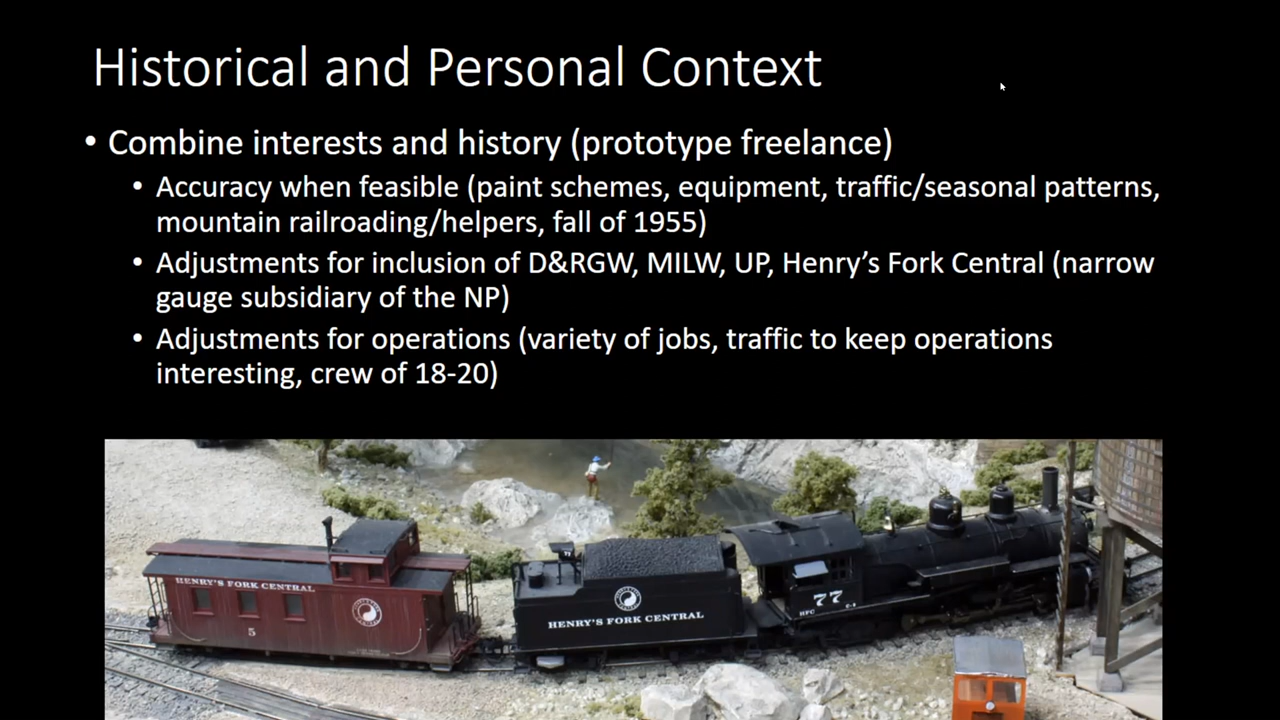 Historical and Personal Context
• Combine interests and history (prototype freelance)
• Accuracy when feasible (paint schemes, equipment, traffic/seasonal patterns,
mountain railroading/helpers, fall of 1955)
• Adjustments for inclusion of D&RGW, MILW, UP, Henry’s Fork Central (narrow
gauge subsidiary of the NP)
• Adjustments for operations (variety of jobs, traffic to keep operations
interesting, crew of 18-20)
HENRY'S FORK CENTRAL
5
HENRY'S FORK CENTRAL
77
HFC